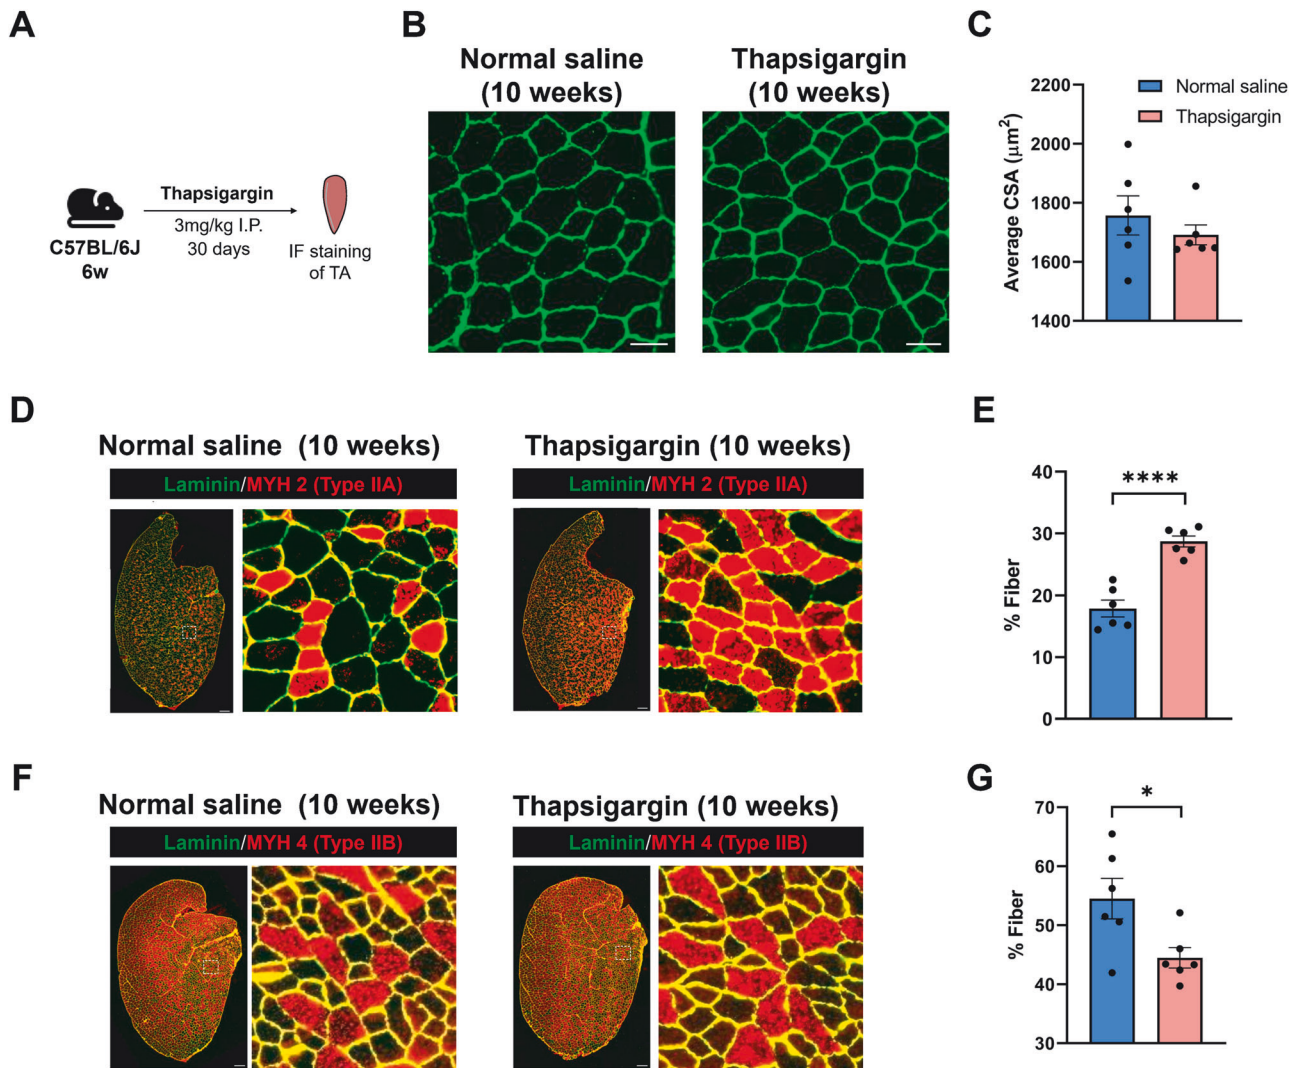 A
Thapsigargin
3mg/kg I.P.
30 days
C57BL/6J
6w
IF staining
of TA
B
Normal saline
(10 weeks)
Thapsigargin
(10 weeks)
C
Average CSA (μm²)
2200
2000
1800
1600
1400
Normal saline
Thapsigargin
D
Normal saline (10 weeks)
Laminin/MYH 2 (Type IIA)
Thapsigargin (10 weeks)
Laminin/MYH 2 (Type IIA)
E
% Fiber
40
30
20
10
0
****
F
Normal saline (10 weeks)
Laminin/MYH 4 (Type IIB)
Thapsigargin (10 weeks)
Laminin/MYH 4 (Type IIB)
G
% Fiber
70
60
50
40
30
*